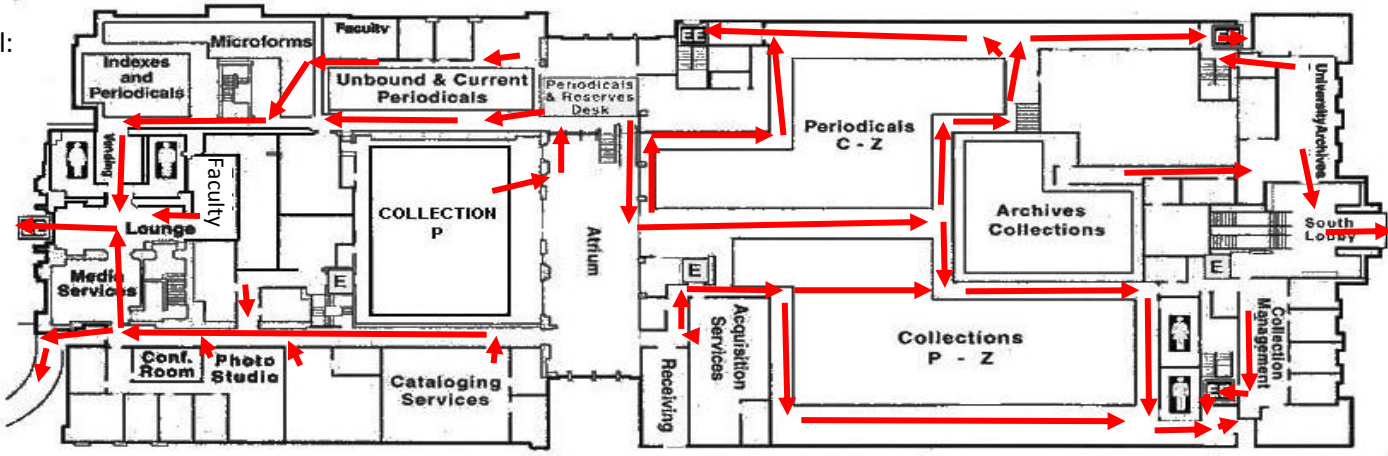 l:
Faculty
Microforms
Indexes
and
Periodicals
Unbound & Current
Periodicals
Periodicals
& Reserves
Desk
Vending
Faculty
Lounge
Media
Services
E
COLLECTION
P
Atrium
Conf.
Room
Photo
Studio
Cataloging
Services
E
Receiving
Acquisition
Services
Periodicals
C - Z
Archives
Collections
Collections
P - Z
University Archives
South
Lobby
E
Collection
Management
E